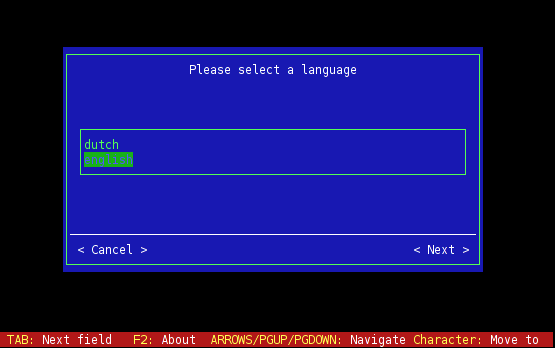 Please select a language
dutch
english
< Cancel > < Next >
TAB: Next field F2: About ARROWS/PGUP/PGDOWN: Navigate Character: Move to